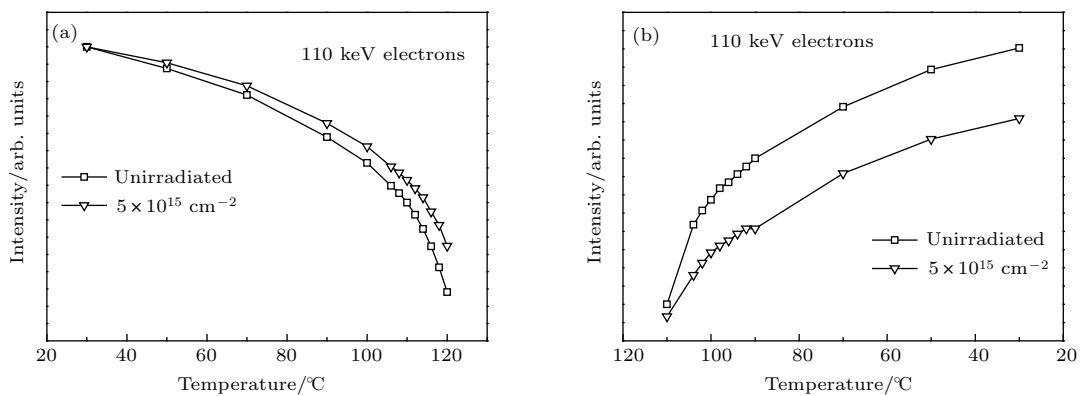 (a)
110 keV electrons
Intensity/arb. units
Unirradiated
5×10¹⁵ cm⁻²
20 40 60 80 100 120
Temperature/℃
(b)
110 keV electrons
Intensity/arb. units
Unirradiated
5×10¹⁵ cm⁻²
120 100 80 60 40 20
Temperature/℃